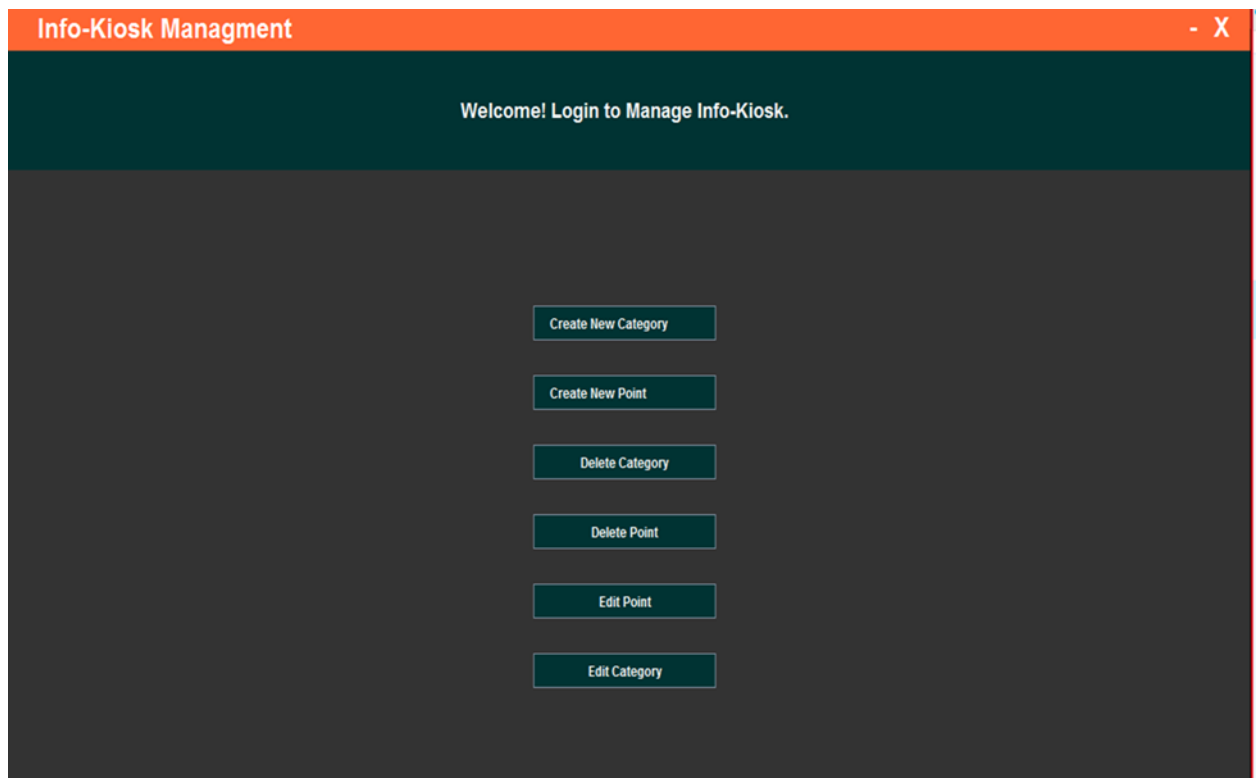 Info-Kiosk Managment
- X
Welcome! Login to Manage Info-Kiosk.
Create New Category
Create New Point
Delete Category
Delete Point
Edit Point
Edit Category